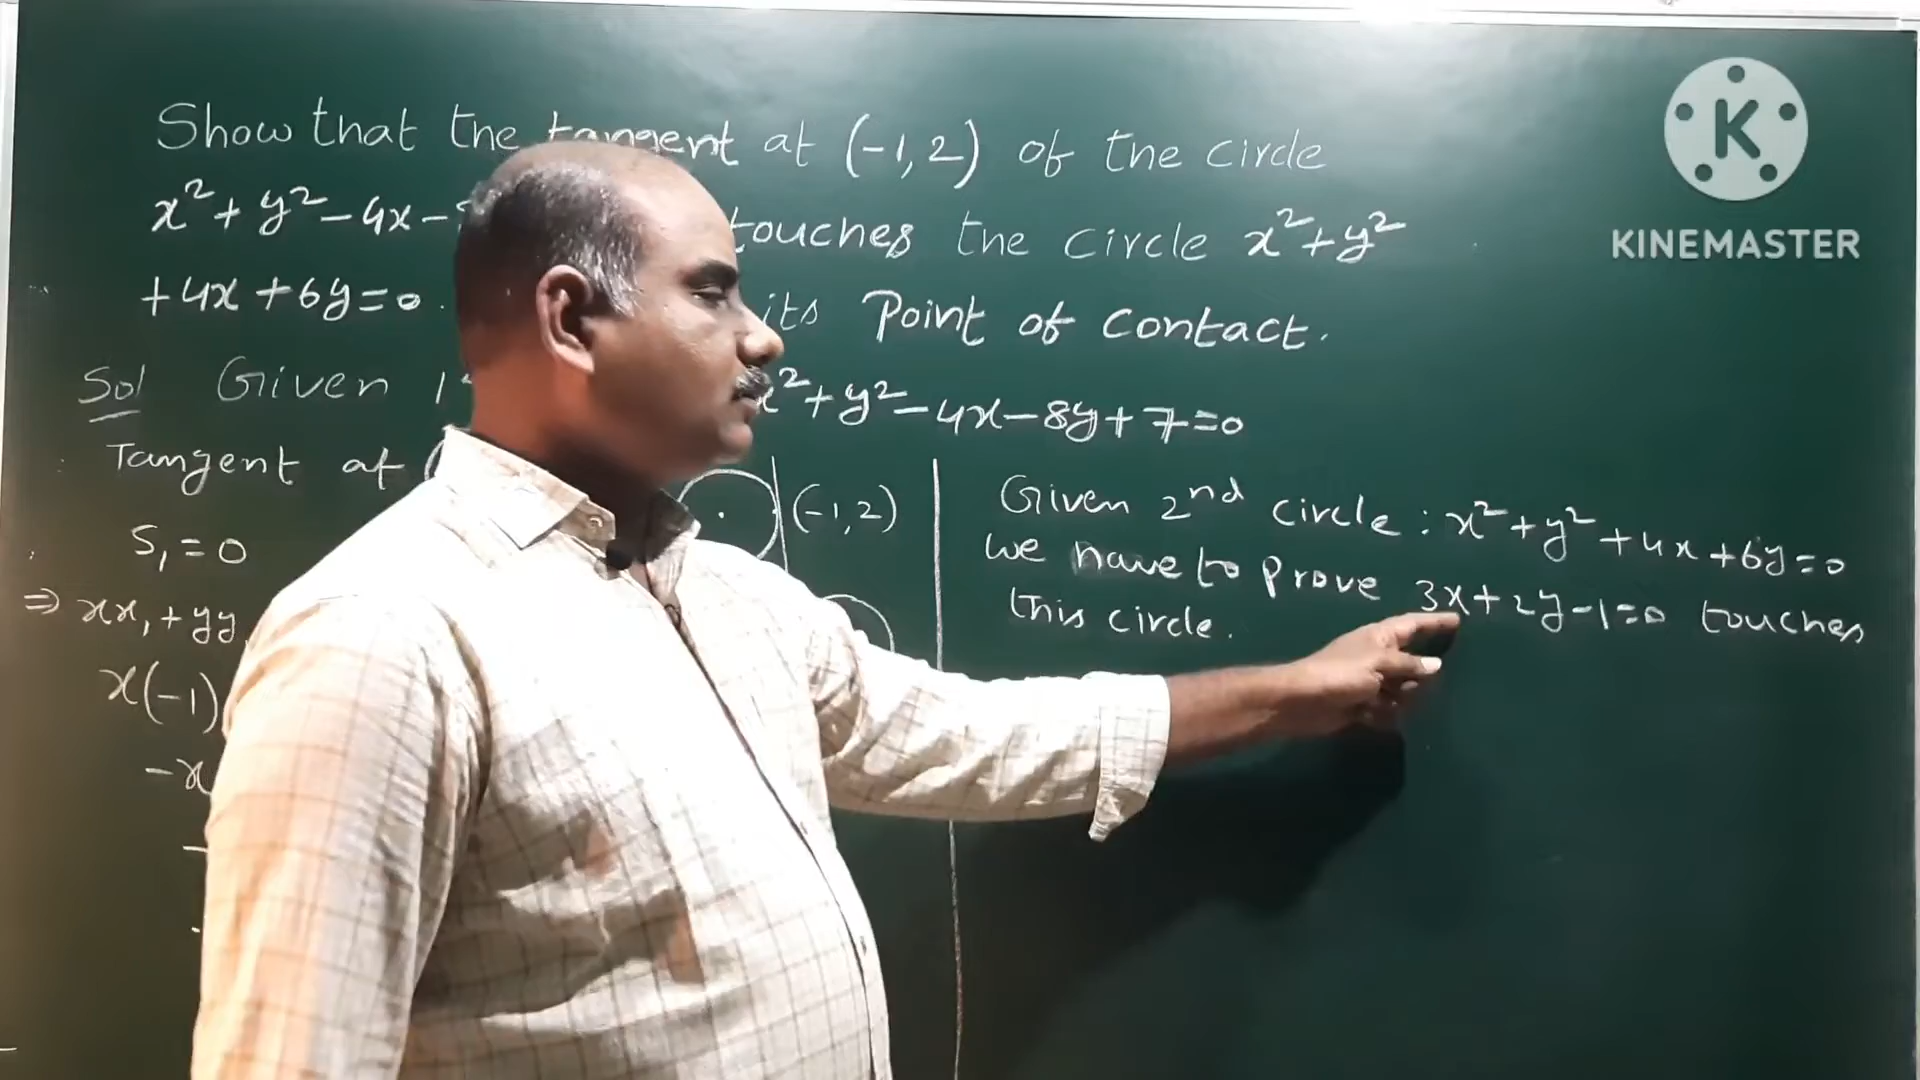 Show that the tangent at (-1,2) of the circle
x²+y²-4x- touches the circle x²+y²
+4x+6y=0. its Point of contact.
Sol Given 1 x²+y²-4x-8y+7=0
Tangent at (
(-1,2)
S₁=0
⇒ xx₁+yy
x(-1)
-x
Given 2nd circle : x²+y²+4x+6y=0
we have to prove 3x+2y-1=0 touches
this circle.
K
KINEMASTER